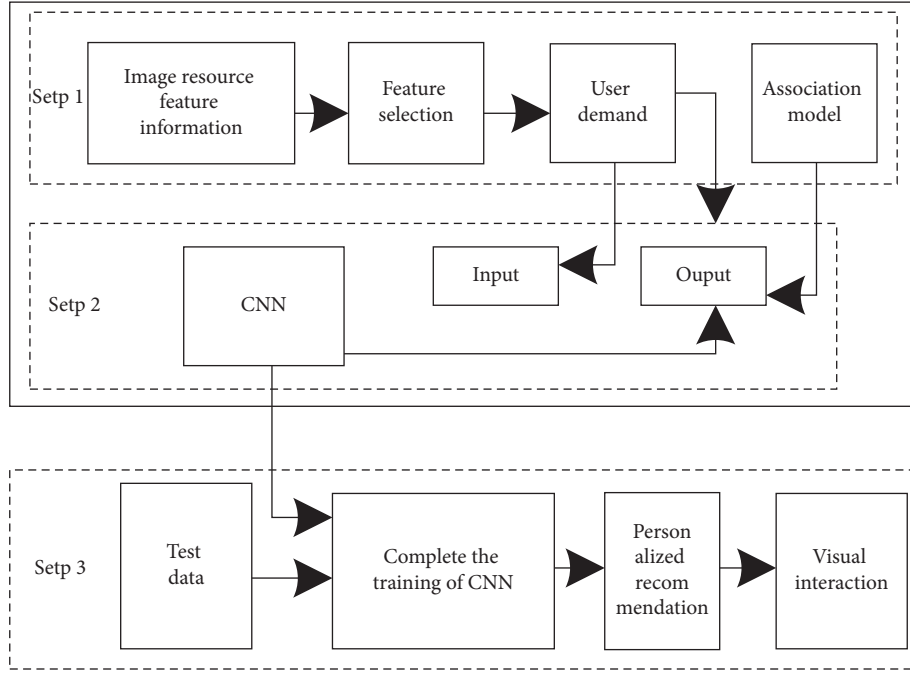 Setp 1
Image resource
feature
information
Feature
selection
User
demand
Association
model
Setp 2
CNN
Input
Ouput
Setp 3
Test
data
Complete the
training of CNN
Person
alized
recom
mendation
Visual
interaction